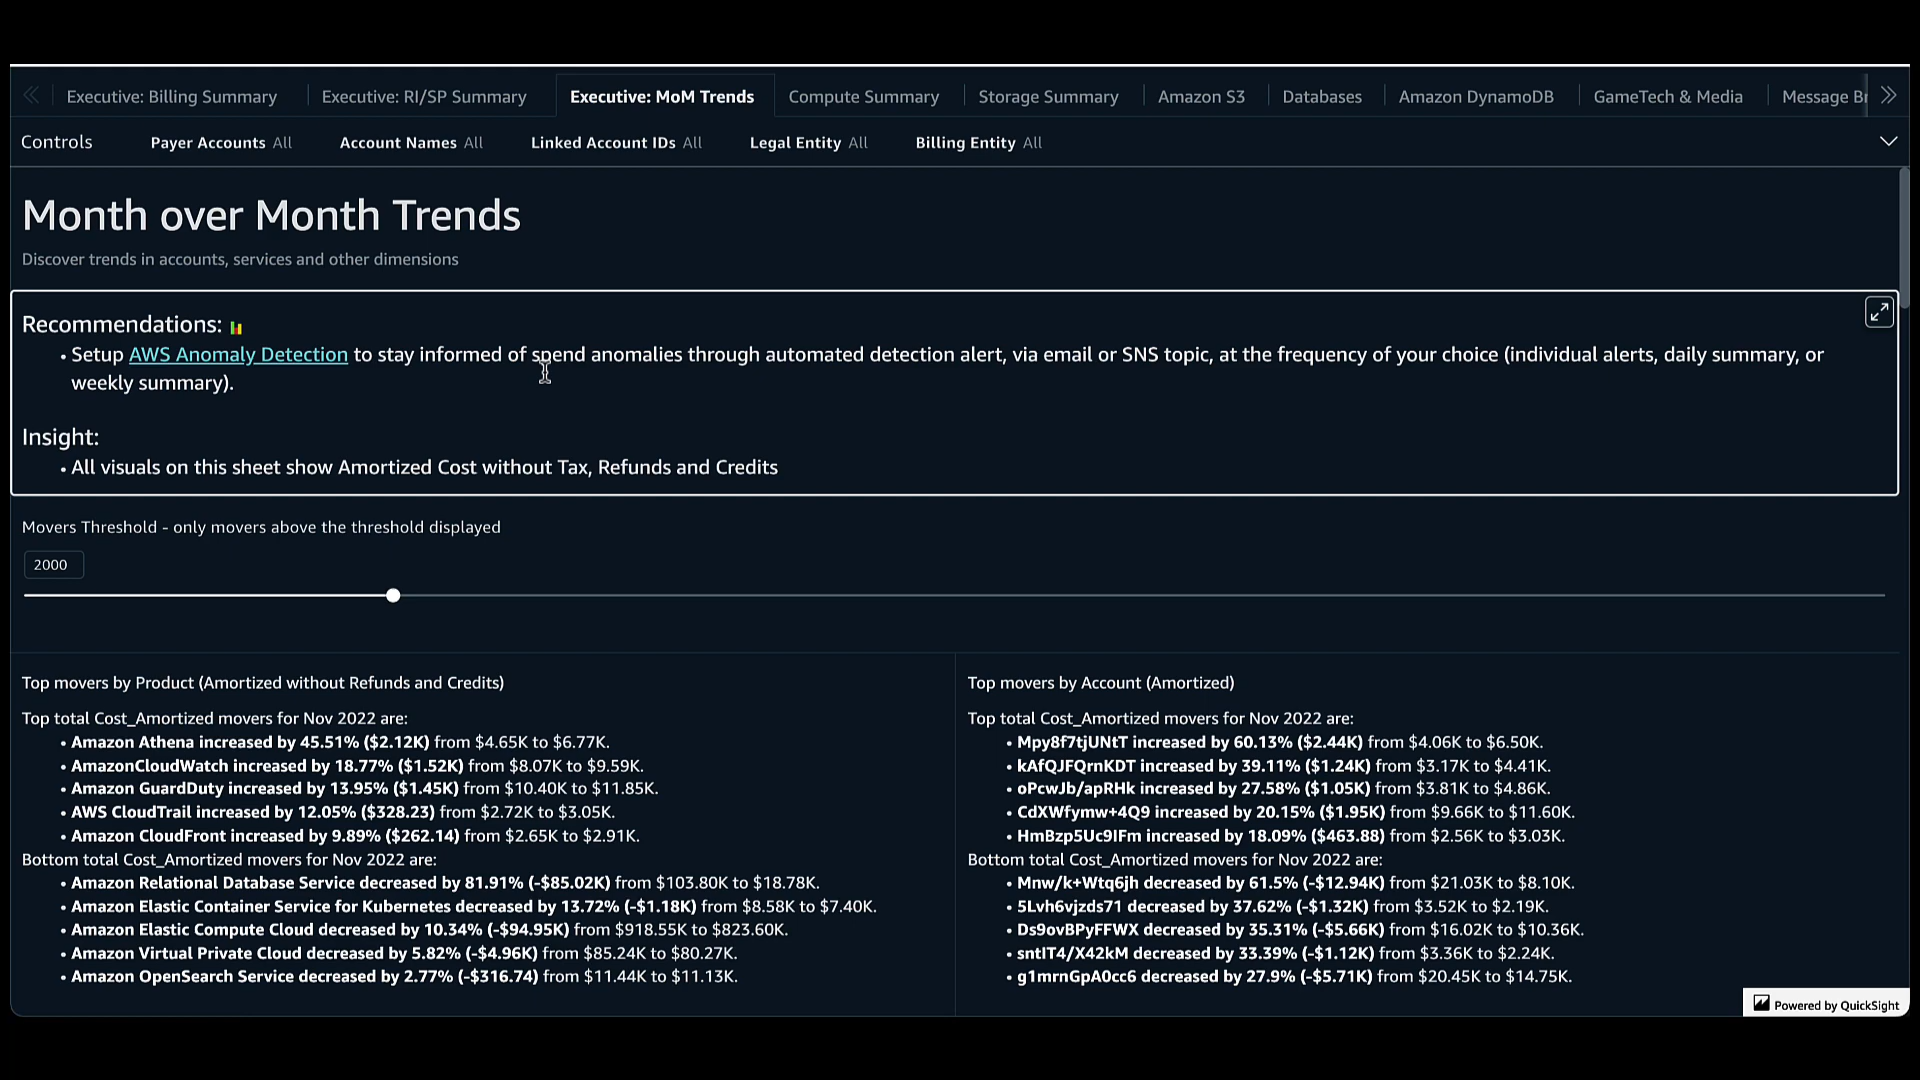 Executive: Billing Summary
Executive: RI/SP Summary
Executive: MoM Trends
Compute Summary
Storage Summary
Amazon S3
Databases
Amazon DynamoDB
GameTech & Media
Message Br
Controls
Payer Accounts All
Account Names All
Linked Account IDs All
Legal Entity All
Billing Entity All
Month over Month Trends
Discover trends in accounts, services and other dimensions
Recommendations:
• Setup AWS Anomaly Detection to stay informed of spend anomalies through automated detection alert, via email or SNS topic, at the frequency of your choice (individual alerts, daily summary, or
weekly summary).
Insight:
• All visuals on this sheet show Amortized Cost without Tax, Refunds and Credits
Movers Threshold - only movers above the threshold displayed
2000
Top movers by Product (Amortized without Refunds and Credits)
Top total Cost_Amortized movers for Nov 2022 are:
• Amazon Athena increased by 45.51% ($2.12K) from $4.65K to $6.77K.
• AmazonCloudWatch increased by 18.77% ($1.52K) from $8.07K to $9.59K.
• Amazon GuardDuty increased by 13.95% ($1.45K) from $10.40K to $11.85K.
• AWS CloudTrail increased by 12.05% ($328.23) from $2.72K to $3.05K.
• Amazon CloudFront increased by 9.89% ($262.14) from $2.65K to $2.91K.
Bottom total Cost_Amortized movers for Nov 2022 are:
• Amazon Relational Database Service decreased by 81.91% (-$85.02K) from $103.80K to $18.78K.
• Amazon Elastic Container Service for Kubernetes decreased by 13.72% (-$1.18K) from $8.58K to $7.40K.
• Amazon Elastic Compute Cloud decreased by 10.34% (-$94.95K) from $918.55K to $823.60K.
• Amazon Virtual Private Cloud decreased by 5.82% (-$4.96K) from $85.24K to $80.27K.
• Amazon OpenSearch Service decreased by 2.77% (-$316.74) from $11.44K to $11.13K.
Top movers by Account (Amortized)
Top total Cost_Amortized movers for Nov 2022 are:
• Mpy8f7tjUNtT increased by 60.13% ($2.44K) from $4.06K to $6.50K.
• kAfQJFQrnKDT increased by 39.11% ($1.24K) from $3.17K to $4.41K.
• oPcwJb/apRHk increased by 27.58% ($1.05K) from $3.81K to $4.86K.
• CdXWfymw+4Q9 increased by 20.15% ($1.95K) from $9.66K to $11.60K.
• HmBzp5Uc9IFm increased by 18.09% ($463.88) from $2.56K to $3.03K.
Bottom total Cost_Amortized movers for Nov 2022 are:
• Mnw/k+Wtq6jh decreased by 61.5% (-$12.94K) from $21.03K to $8.10K.
• 5Lvh6vjzds71 decreased by 37.62% (-$1.32K) from $3.52K to $2.19K.
• Ds9ovBPyFFWX decreased by 35.31% (-$5.66K) from $16.02K to $10.36K.
• sntIT4/X42kM decreased by 33.39% (-$1.12K) from $3.36K to $2.24K.
• g1mrnGpA0cc6 decreased by 27.9% (-$5.71K) from $20.45K to $14.75K.
Powered by QuickSight